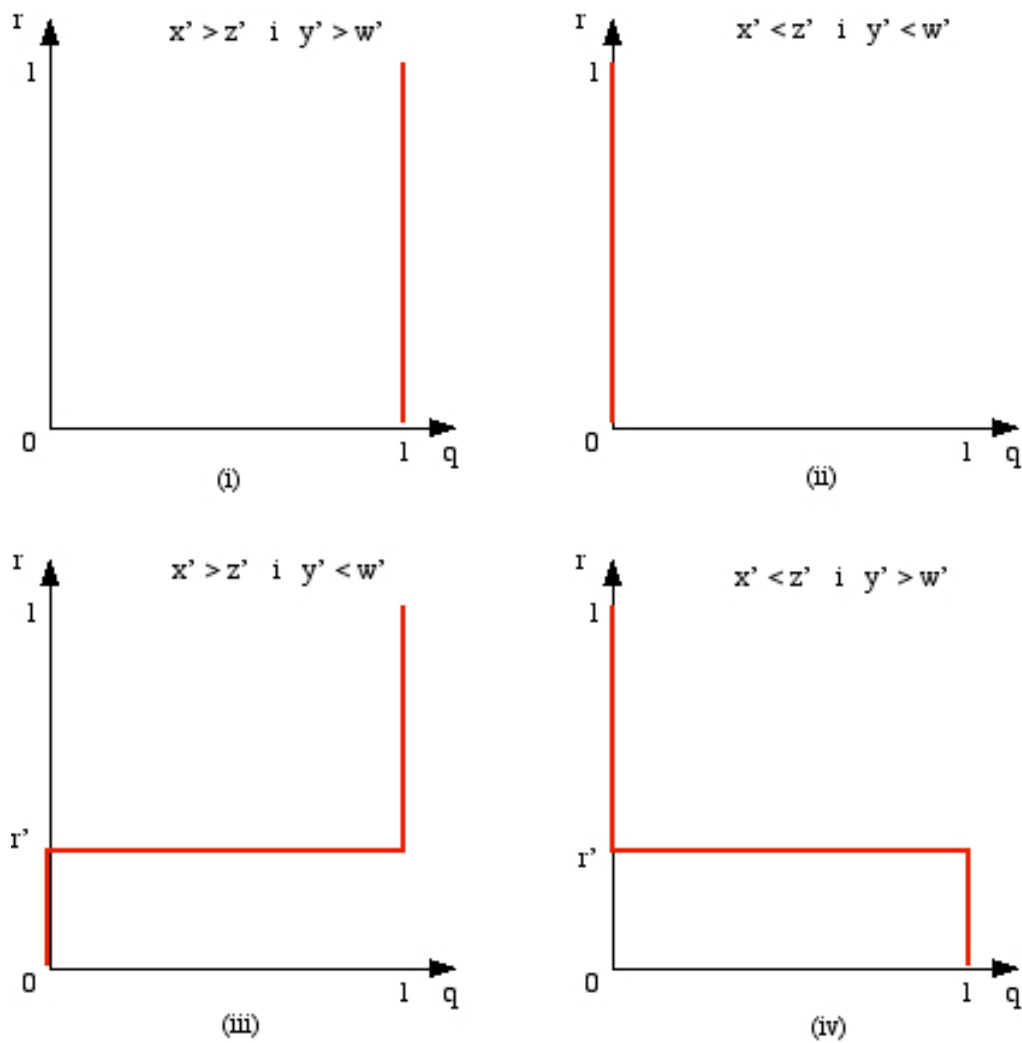 r
x' > z' i y' > w'
1
0
1
q
(i)
r
x' < z' i y' < w'
1
0
1
q
(ii)
r
x' > z' i y' < w'
1
r'
0
1
q
(iii)
r
x' < z' i y' > w'
1
r'
0
1
q
(iv)